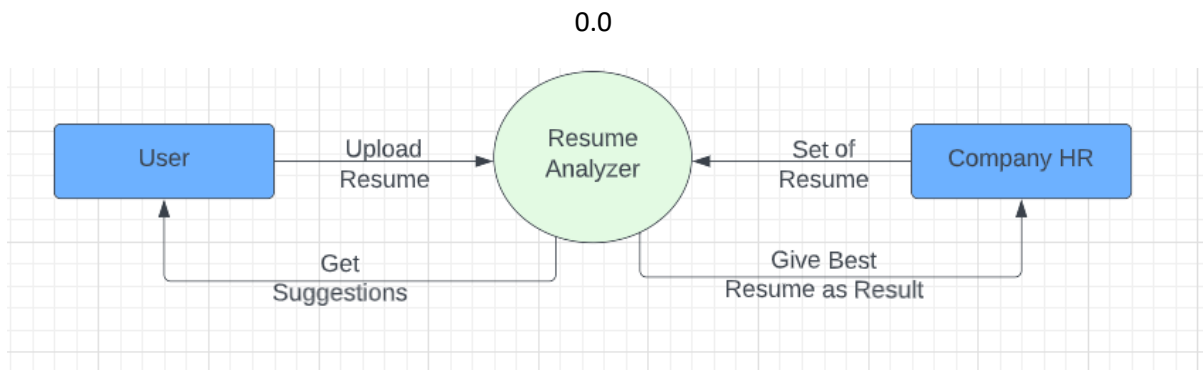 0.0
User
Upload
Resume
Resume
Analyzer
Set of
Resume
Company HR
Get
Suggestions
Give Best
Resume as Result